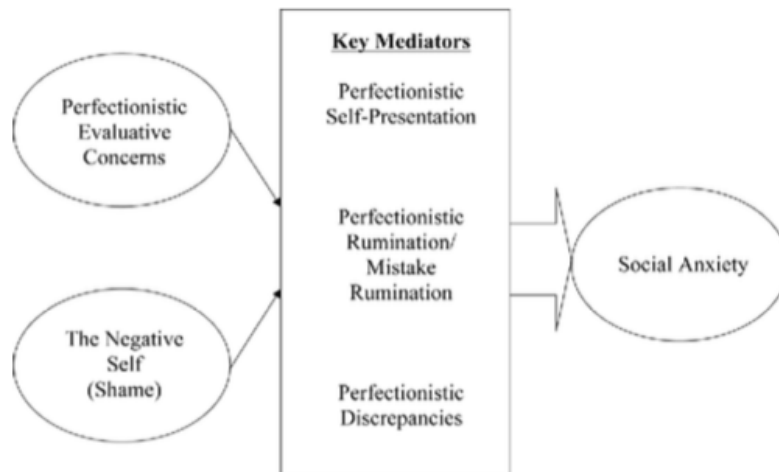 Perfectionistic
Evaluative
Concerns
The Negative
Self
(Shame)
Key Mediators
Perfectionistic
Self-Presentation
Perfectionistic
Rumination/
Mistake
Rumination
Perfectionistic
Discrepancies
Social Anxiety